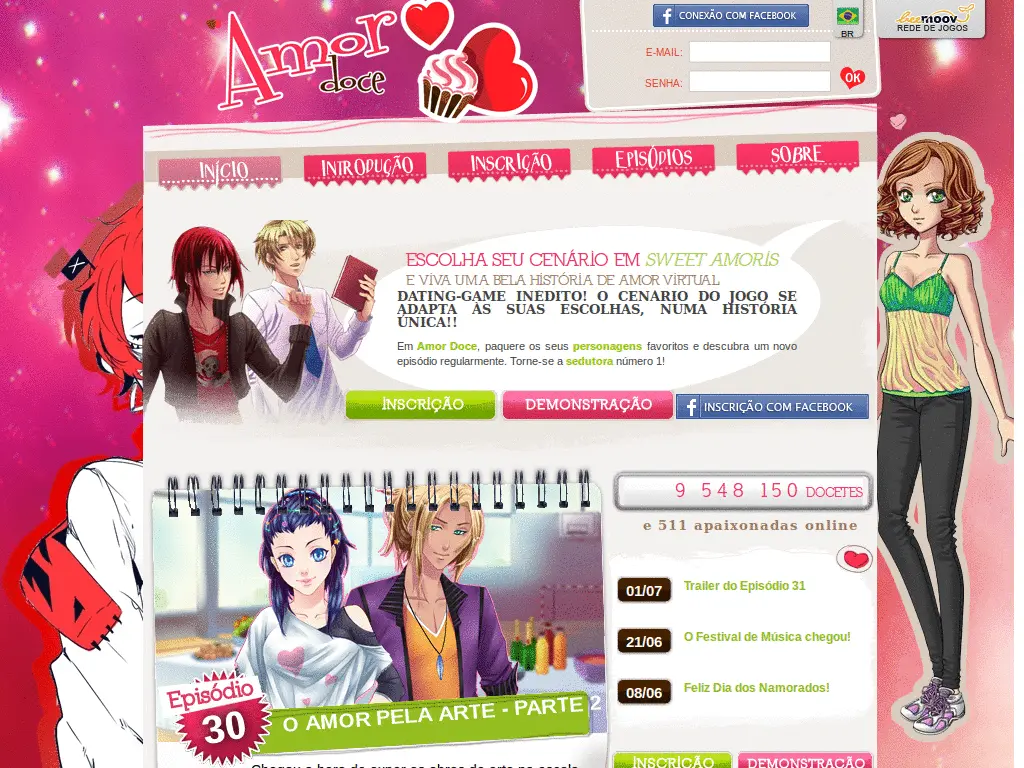 Amor
doce
CONEXÃO COM FACEBOOK
BR
beemoov
REDE DE JOGOS
E-MAIL:
SENHA:
OK
INÍCIO
INTRODUÇÃO
INSCRIÇÃO
EPISÓDIOS
SOBRE
ESCOLHA SEU CENÁRIO EM SWEET AMORIS
E VIVA UMA BELA HISTÓRIA DE AMOR VIRTUAL
DATING-GAME INÉDITO! O CENÁRIO DO JOGO SE
ADAPTA ÀS SUAS ESCOLHAS, NUMA HISTÓRIA
ÚNICA!!
Em Amor Doce, paquere os seus personagens favoritos e descubra um novo
episódio regularmente. Torne-se a sedutora número 1!
INSCRIÇÃO
DEMONSTRAÇÃO
INSCRIÇÃO COM FACEBOOK
9 548 150 DOCETES
e 511 apaixonadas online
01/07 Trailer do Episódio 31
21/06 O Festival de Música chegou!
08/06 Feliz Dia dos Namorados!
Episódio
30
O AMOR PELA ARTE - PARTE 2
INSCRIÇÃO
DEMONSTRAÇÃO